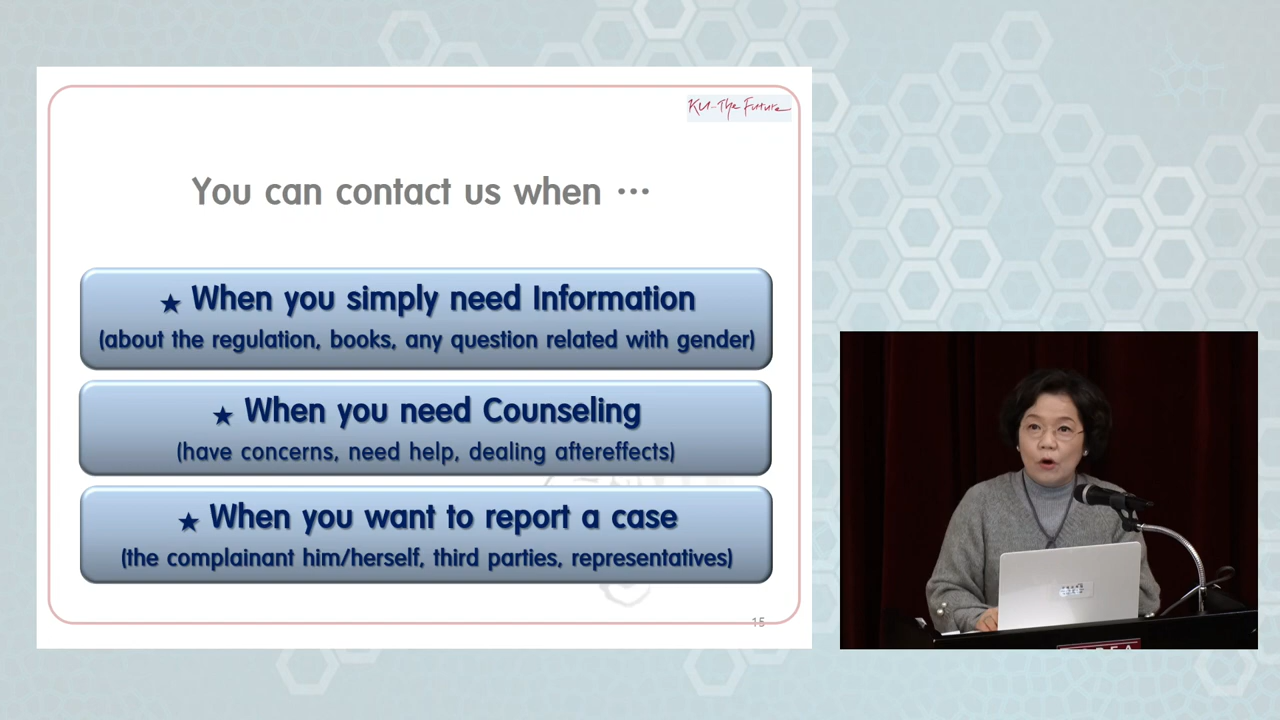 KU-The Future
You can contact us when ···
★ When you simply need Information
(about the regulation, books, any question related with gender)
★ When you need Counseling
(have concerns, need help, dealing aftereffects)
★ When you want to report a case
(the complainant him/herself, third parties, representatives)
15